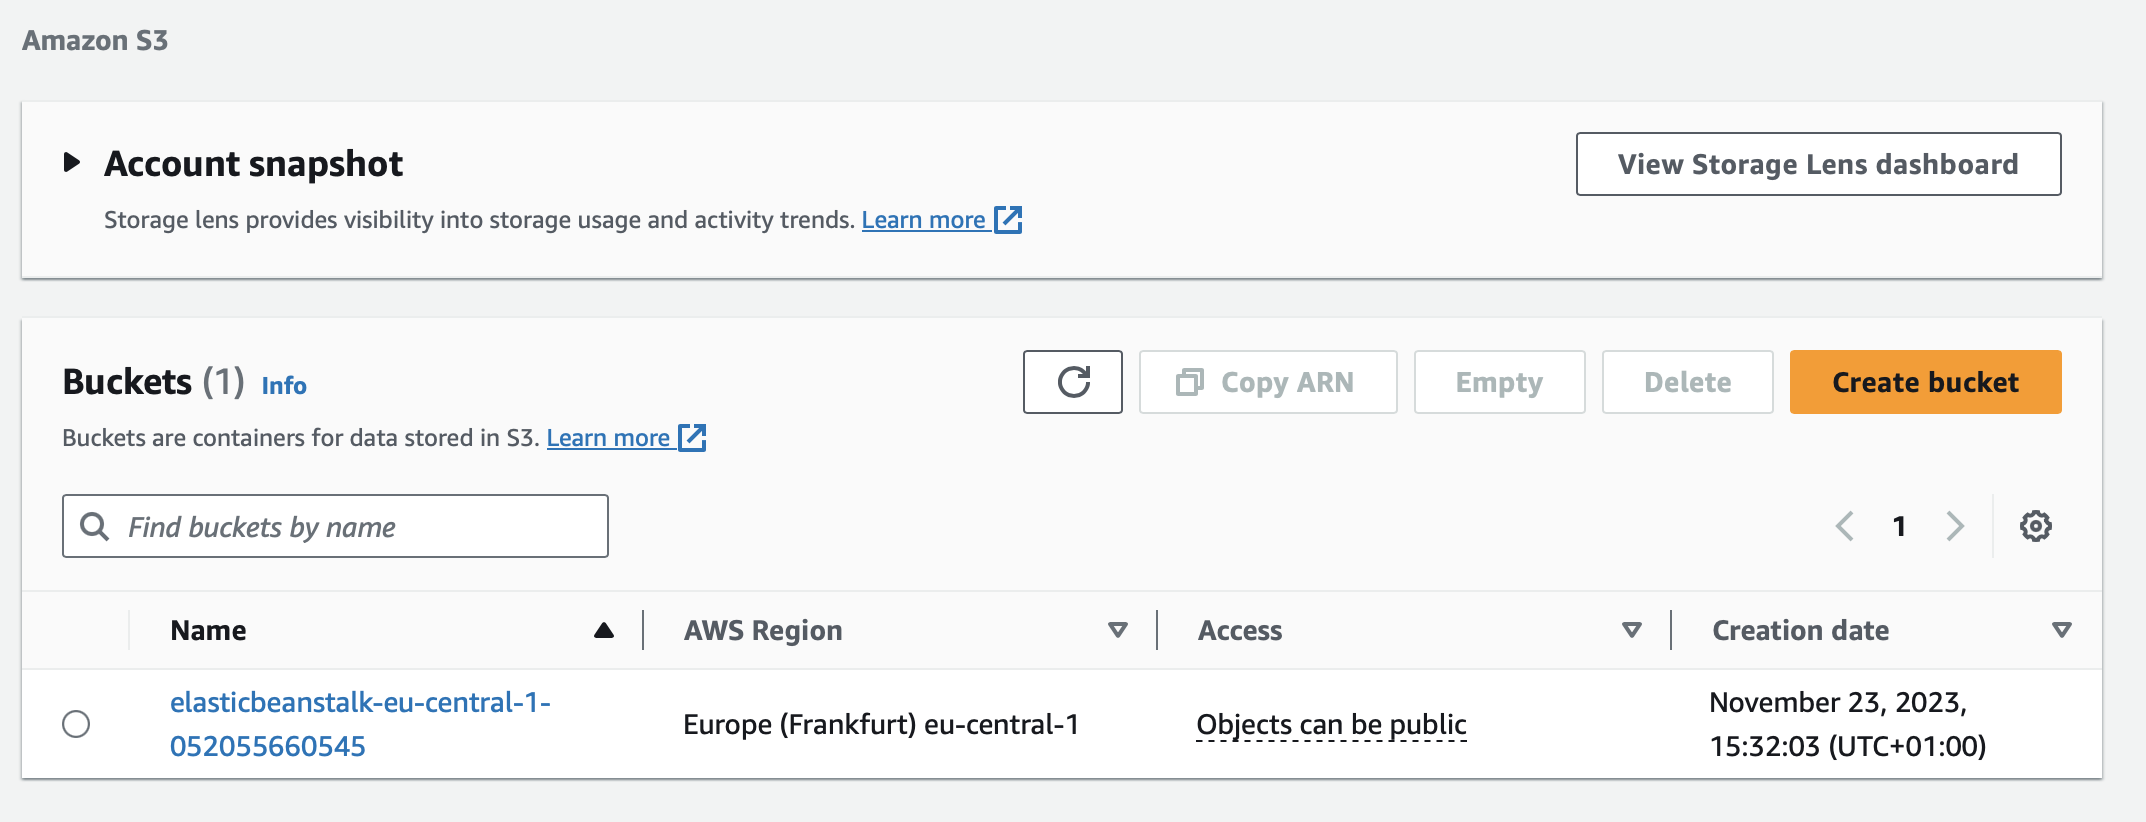 Amazon S3
Account snapshot
View Storage Lens dashboard
Storage lens provides visibility into storage usage and activity trends. Learn more
Buckets (1) Info
Copy ARN
Empty
Delete
Create bucket
Buckets are containers for data stored in S3. Learn more
Find buckets by name
1
Name
AWS Region
Access
Creation date
elasticbeanstalk-eu-central-1-
052055660545
Europe (Frankfurt) eu-central-1
Objects can be public
November 23, 2023,
15:32:03 (UTC+01:00)